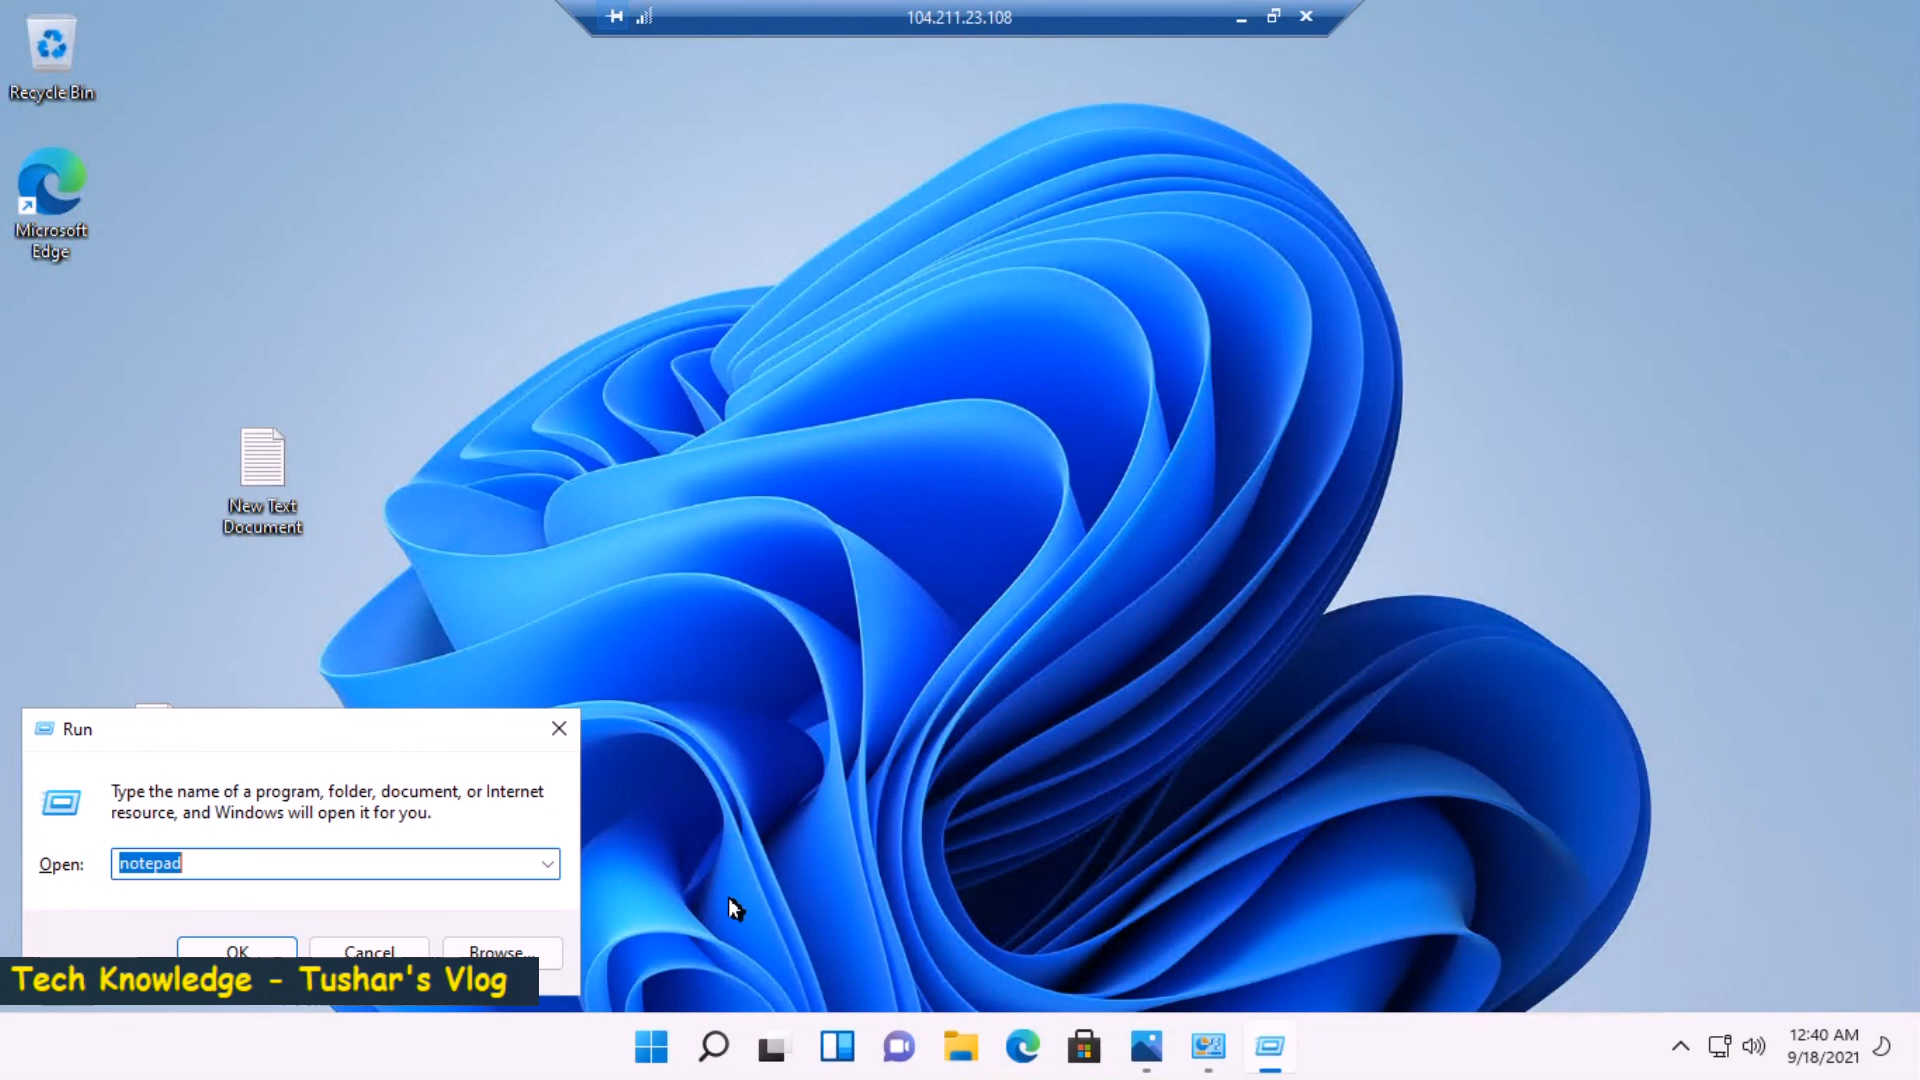 104.211.23.108
Recycle Bin
Microsoft
Edge
New Text
Document
Run
Type the name of a program, folder, document, or Internet
resource, and Windows will open it for you.
Open:
notepad
OK
Cancel
Browse...
Tech Knowledge - Tushar's Vlog
12:40 AM
9/18/2021